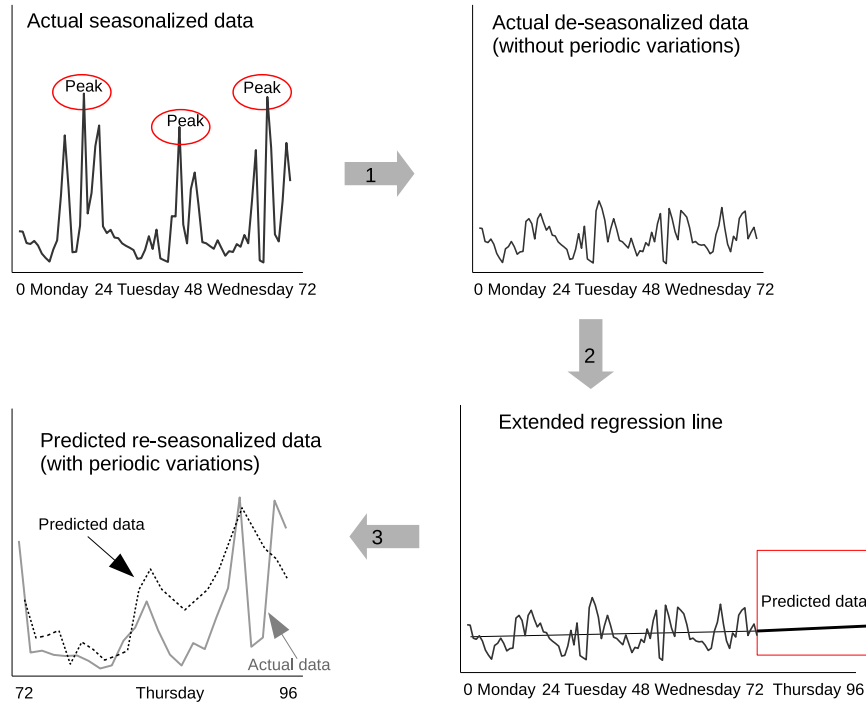 Actual seasonalized data
Peak
Peak
Peak
0 Monday 24 Tuesday 48 Wednesday 72
1
Actual de-seasonalized data
(without periodic variations)
0 Monday 24 Tuesday 48 Wednesday 72
2
Extended regression line
Predicted data
0 Monday 24 Tuesday 48 Wednesday 72 Thursday 96
3
Predicted re-seasonalized data
(with periodic variations)
Predicted data
Actual data
72 Thursday 96